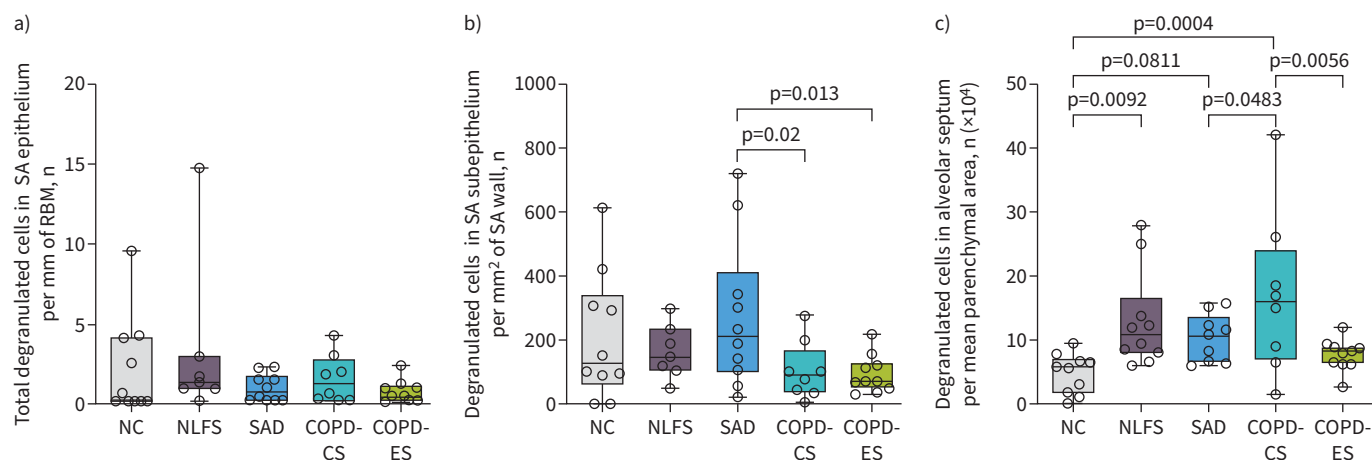 a)
Total degranulated cells in SA epithelium
per mm of RBM, n
20
15
10
5
0
NC
NLFS
SAD
COPD-
CS
COPD-
ES
b)
Degranulated cells in SA subepithelium
per mm² of SA wall, n
1000
800
600
400
200
0
p=0.013
p=0.02
NC
NLFS
SAD
COPD-
CS
COPD-
ES
c)
Degranulated cells in alveolar septum
per mean parenchymal area, n (×10⁴)
50
40
30
20
10
0
p=0.0004
p=0.0811
p=0.0056
p=0.0092
p=0.0483
NC
NLFS
SAD
COPD-
CS
COPD-
ES